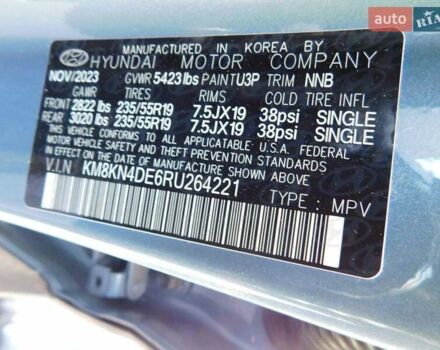 AUTO RIA
MANUFACTURED IN KOREA BY
HYUNDAI MOTOR COMPANY
NOV/2023 GVWR 5423 lbs PAINT U3P TRIM NNB
GAWR TIRES RIMS COLD TIRE INFL
FRONT 2822 lbs 235/55R19 7.5JX19 38psi SINGLE
REAR 3020 lbs 235/55R19 7.5JX19 38psi SINGLE
THIS VEHICLE CONFORMS TO ALL APPLICABLE U.S.A FEDERAL
MOTOR VEHICLE SAFETY AND THEFT PREVENTION STANDARDS
IN EFFECT ON THE DATE OF MANUFACTURE SHOWN ABOVE
V.I.N KM8KN4DE6RU264221
TYPE : MPV